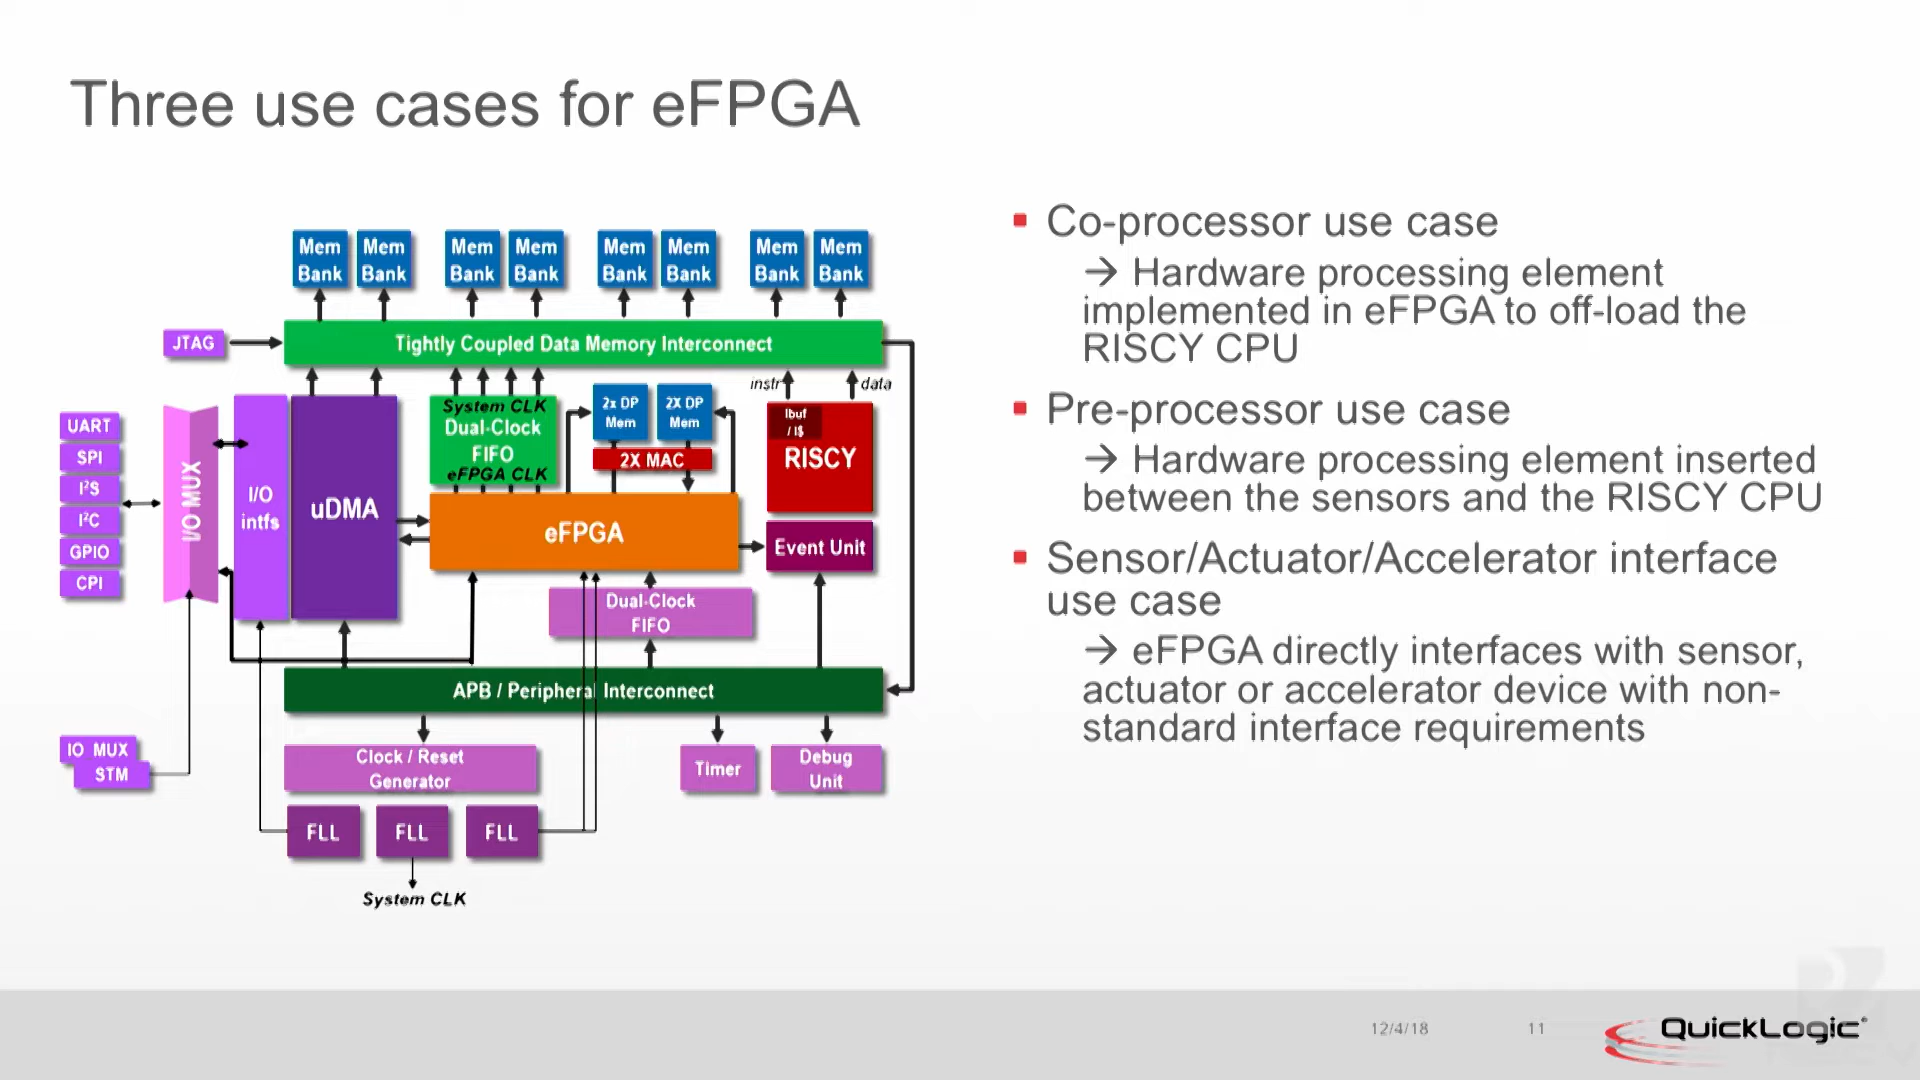 Three use cases for eFPGA
Mem Bank
Mem Bank
Mem Bank
Mem Bank
Mem Bank
Mem Bank
Mem Bank
Mem Bank
JTAG
Tightly Coupled Data Memory Interconnect
instr
data
UART
SPI
I²S
I²C
GPIO
CPI
I/O MUX
I/O
intfs
uDMA
System CLK
Dual-Clock
FIFO
eFPGA CLK
2x DP
Mem
2X DP
Mem
2X MAC
Ibuf
/ I$
RISCY
eFPGA
Event Unit
Dual-Clock
FIFO
APB / Peripheral Interconnect
IO MUX
STM
Clock / Reset
Generator
Timer
Debug
Unit
FLL
FLL
FLL
System CLK
Co-processor use case
→ Hardware processing element
implemented in eFPGA to off-load the
RISCY CPU
Pre-processor use case
→ Hardware processing element inserted
between the sensors and the RISCY CPU
Sensor/Actuator/Accelerator interface
use case
→ eFPGA directly interfaces with sensor,
actuator or accelerator device with non-
standard interface requirements
12/4/18
11
QuickLogic